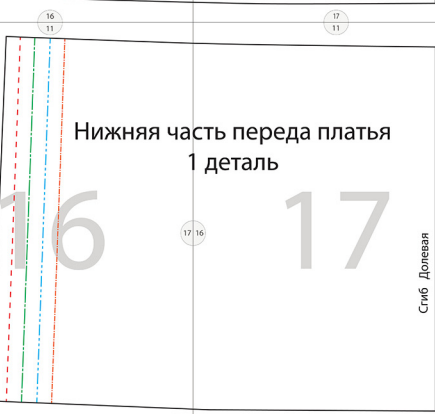 16 17
11 11
Нижняя часть переда платья
1 деталь
16 17
17 16
Сгиб Долевая